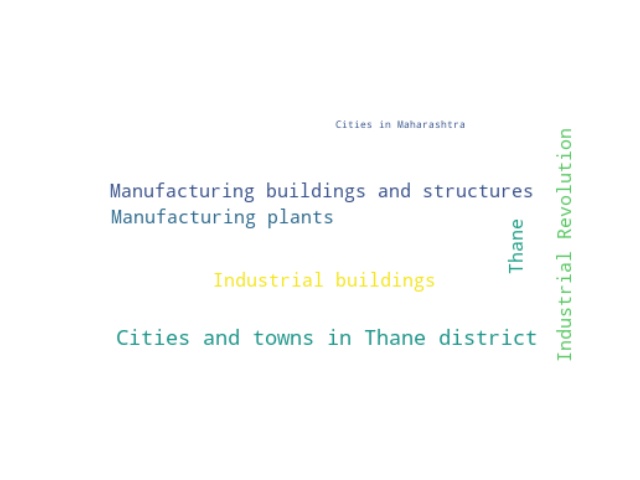 Cities in Maharashtra
Manufacturing buildings and structures
Manufacturing plants
Thane
Industrial Revolution
Industrial buildings
Cities and towns in Thane district